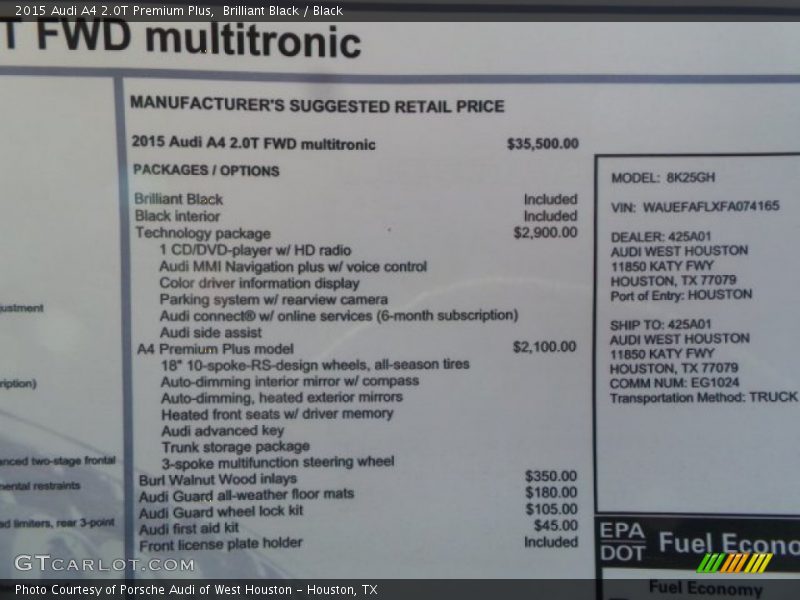 2015 Audi A4 2.0T Premium Plus, Brilliant Black / Black
T FWD multitronic
MANUFACTURER'S SUGGESTED RETAIL PRICE
2015 Audi A4 2.0T FWD multitronic $35,500.00
PACKAGES / OPTIONS
Brilliant Black Included
Black interior Included
Technology package $2,900.00
1 CD/DVD-player w/ HD radio
Audi MMI Navigation plus w/ voice control
Color driver information display
Parking system w/ rearview camera
Audi connect® w/ online services (6-month subscription)
Audi side assist
A4 Premium Plus model $2,100.00
18" 10-spoke-RS-design wheels, all-season tires
Auto-dimming interior mirror w/ compass
Auto-dimming, heated exterior mirrors
Heated front seats w/ driver memory
Audi advanced key
Trunk storage package
3-spoke multifunction steering wheel
Burl Walnut Wood inlays $350.00
Audi Guard all-weather floor mats $180.00
Audi Guard wheel lock kit $105.00
Audi first aid kit $45.00
Front license plate holder Included
MODEL: 8K25GH
VIN: WAUEFAFLXFA074165
DEALER: 425A01
AUDI WEST HOUSTON
11850 KATY FWY
HOUSTON, TX 77079
Port of Entry: HOUSTON
SHIP TO: 425A01
AUDI WEST HOUSTON
11850 KATY FWY
HOUSTON, TX 77079
COMM NUM: EG1024
Transportation Method: TRUCK
EPA
DOT
Fuel Econo
Fuel Economy
justment
ription)
anced two-stage frontal
mental restraints
ad limiters, rear 3-point
GTCARLOT.COM
Photo Courtesy of Porsche Audi of West Houston - Houston, TX